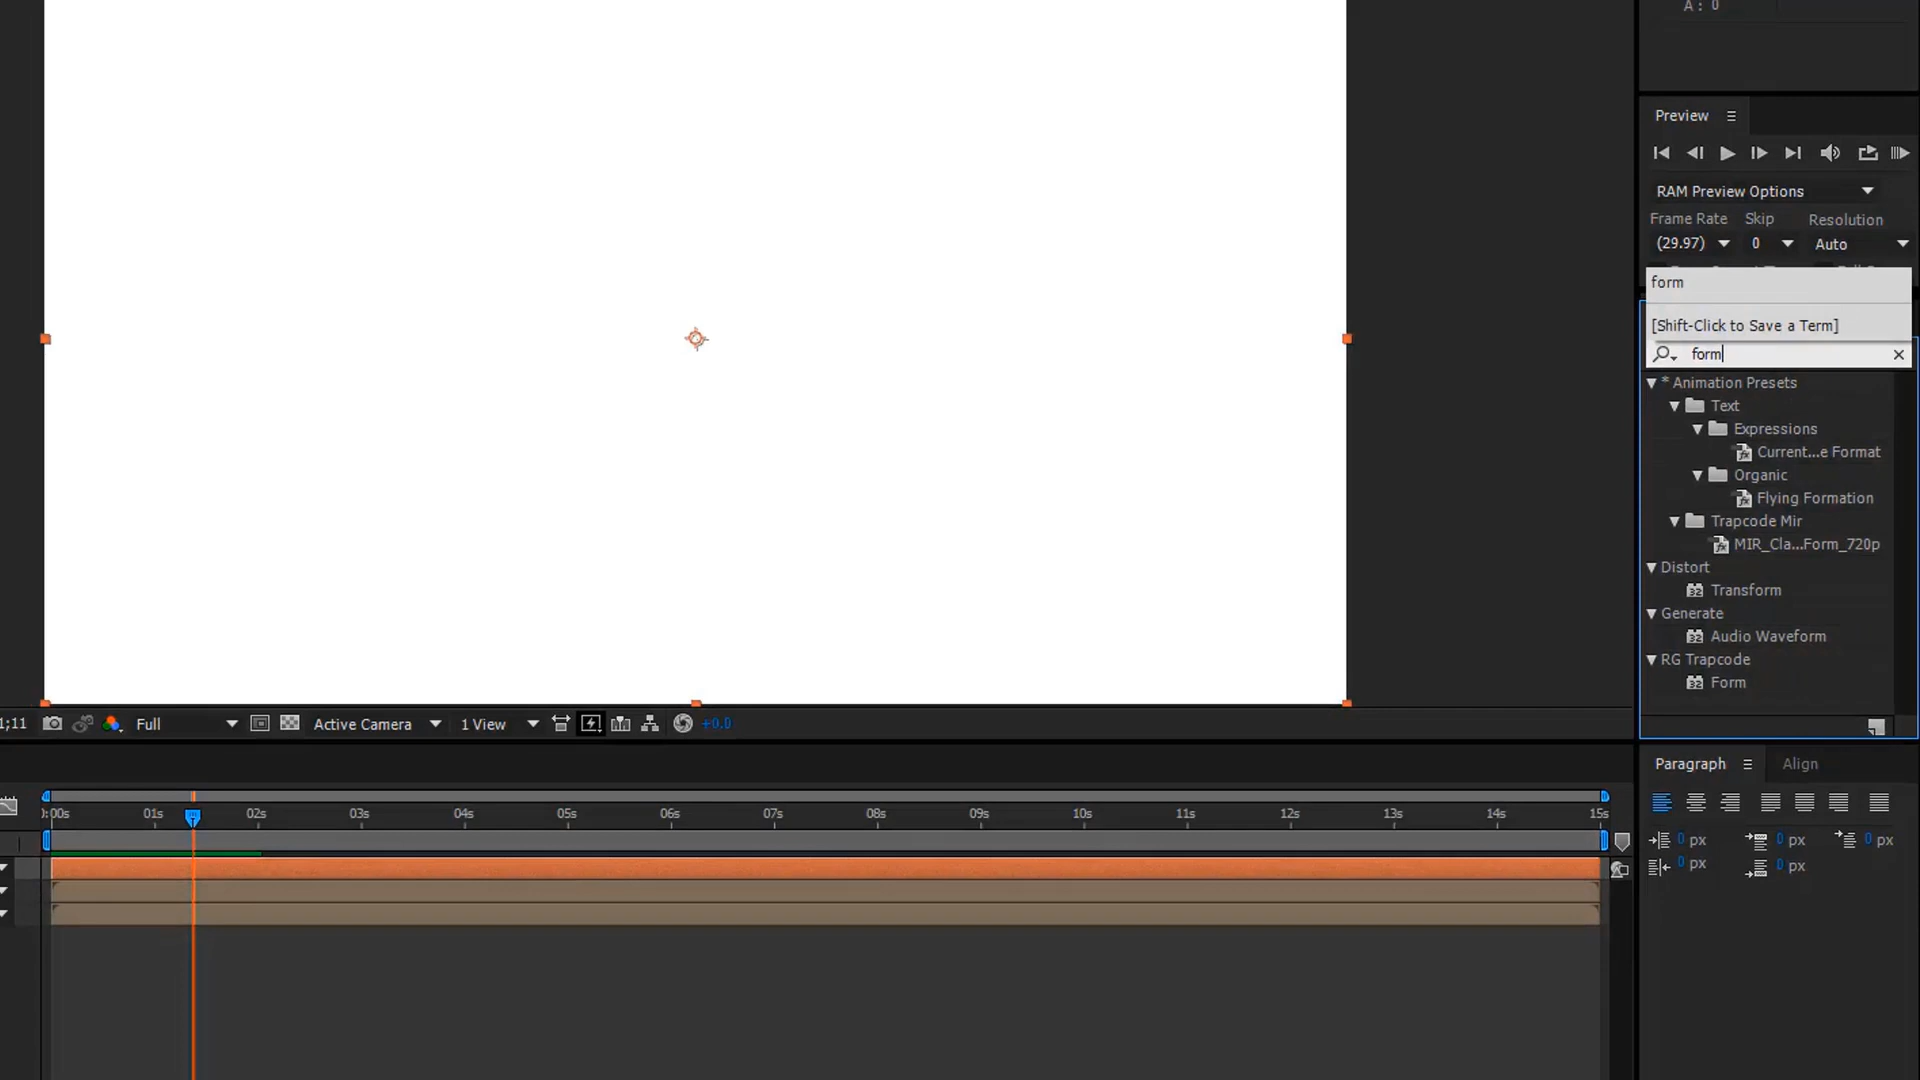 A : 0
Preview
RAM Preview Options
Frame Rate Skip Resolution
(29.97) 0 Auto
form
[Shift-Click to Save a Term]
form
* Animation Presets
Text
Expressions
Current...e Format
Organic
Flying Formation
Trapcode Mir
MIR_Cla...Form_720p
Distort
Transform
Generate
Audio Waveform
RG Trapcode
Form
1;11 Full Active Camera 1 View +0.0
Paragraph Align
):00s 01s 02s 03s 04s 05s 06s 07s 08s 09s 10s 11s 12s 13s 14s 15s
0 px 0 px 0 px
0 px 0 px